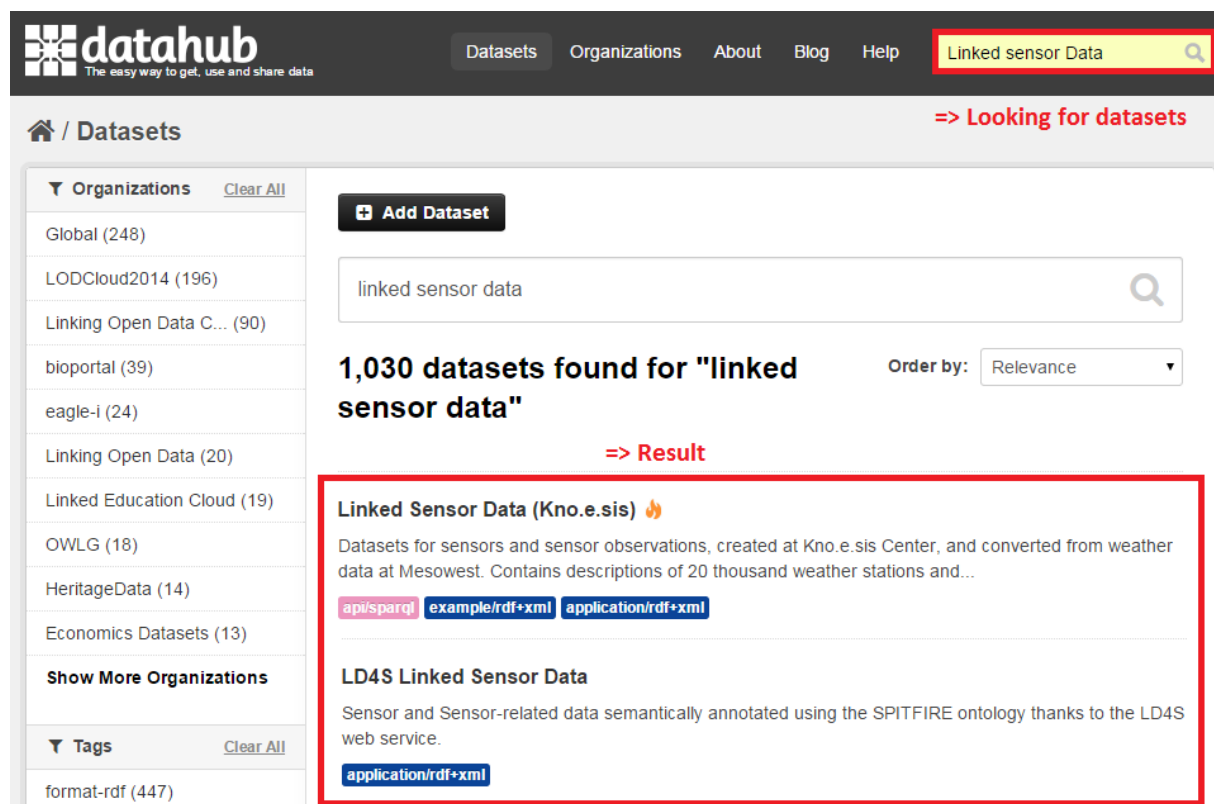 datahub
The easy way to get, use and share data
Datasets Organizations About Blog Help
Linked sensor Data
=> Looking for datasets
/ Datasets
Organizations Clear All
Global (248)
LODCloud2014 (196)
Linking Open Data C... (90)
bioportal (39)
eagle-i (24)
Linking Open Data (20)
Linked Education Cloud (19)
OWLG (18)
HeritageData (14)
Economics Datasets (13)
Show More Organizations
Tags Clear All
format-rdf (447)
Add Dataset
linked sensor data
1,030 datasets found for "linked
sensor data"
Order by: Relevance
=> Result
Linked Sensor Data (Kno.e.sis)
Datasets for sensors and sensor observations, created at Kno.e.sis Center, and converted from weather
data at Mesowest. Contains descriptions of 20 thousand weather stations and...
api/sparql example/rdf+xml application/rdf+xml
LD4S Linked Sensor Data
Sensor and Sensor-related data semantically annotated using the SPITFIRE ontology thanks to the LD4S
web service.
application/rdf+xml